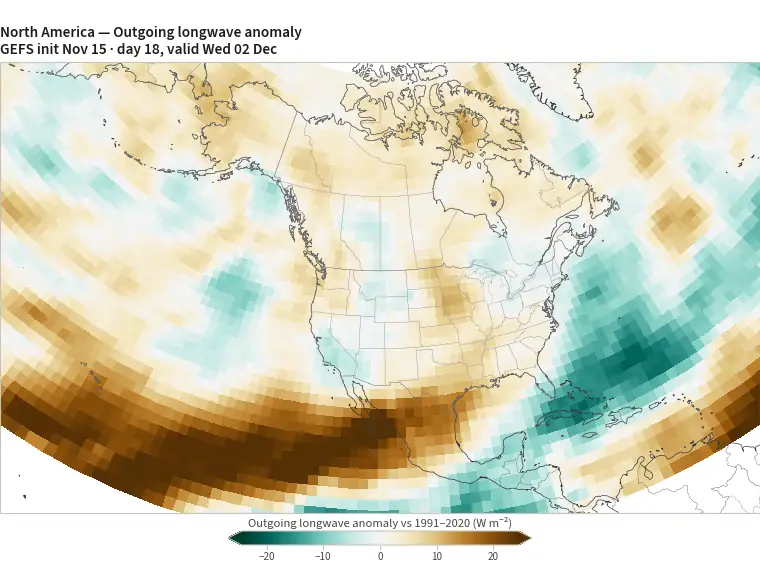 North America — Outgoing longwave anomaly
GEFS init Nov 15 · day 18, valid Wed 02 Dec
Outgoing longwave anomaly vs 1991–2020 (W m⁻²)
−20 −10 0 10 20